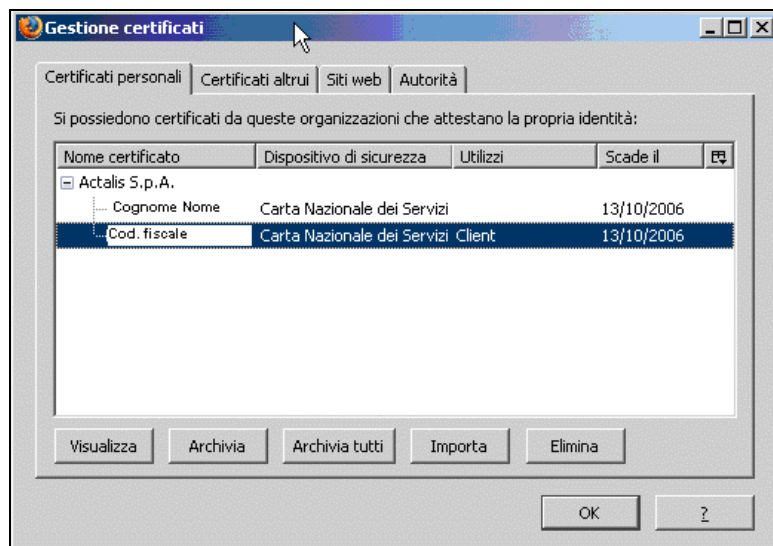 Gestione certificati
Certificati personali Certificati altrui Siti web Autorità
Si possiedono certificati da queste organizzazioni che attestano la propria identità:
Nome certificato Dispositivo di sicurezza Utilizzi Scade il
Actalis S.p.A.
Cognome Nome Carta Nazionale dei Servizi 13/10/2006
Cod. fiscale Carta Nazionale dei Servizi Client 13/10/2006
Visualizza Archivia Archivia tutti Importa Elimina
OK ?